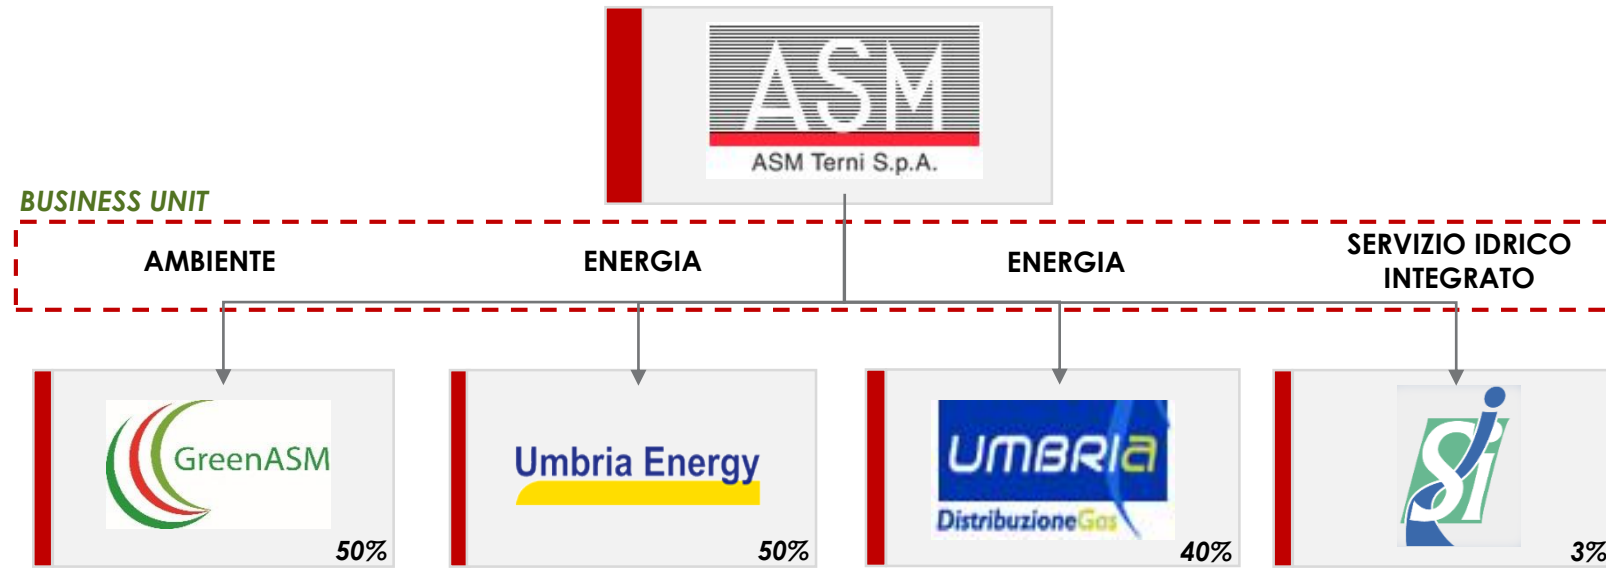 ASM
ASM Terni S.p.A.
BUSINESS UNIT
AMBIENTE
ENERGIA
ENERGIA
SERVIZIO IDRICO
INTEGRATO
GreenASM
50%
Umbria Energy
50%
UMBRIA
DistribuzioneGas
40%
Si
3%